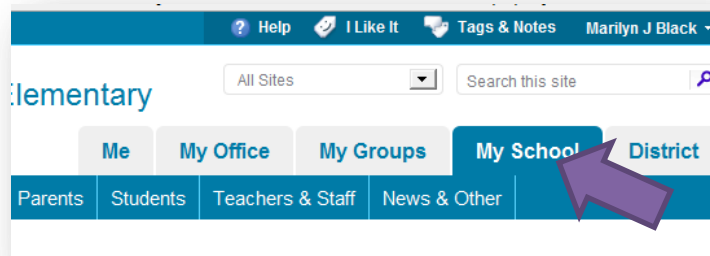 Help I Like It Tags & Notes Marilyn J Black
All Sites Search this site
Elementary
Me My Office My Groups My School District
Parents Students Teachers & Staff News & Other